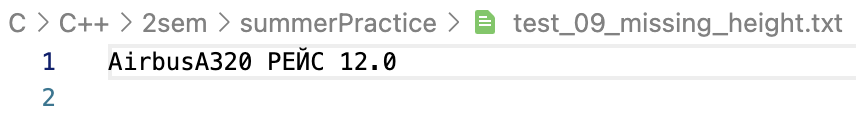 C > C++ > 2sem > summerPractice > test_09_missing_height.txt
1 AirbusA320 РЕЙС 12.0
2